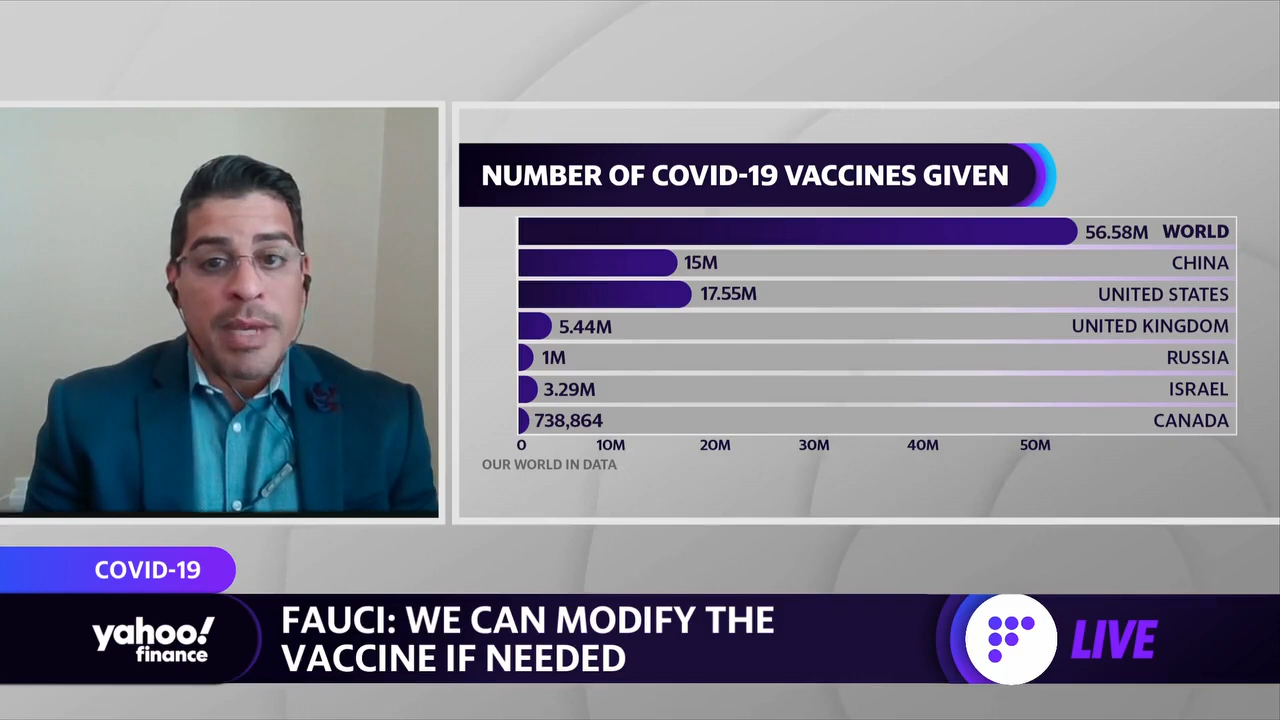 NUMBER OF COVID-19 VACCINES GIVEN
56.58M WORLD
15M CHINA
17.55M UNITED STATES
5.44M UNITED KINGDOM
1M RUSSIA
3.29M ISRAEL
738,864 CANADA
0 10M 20M 30M 40M 50M
OUR WORLD IN DATA
COVID-19
yahoo!
finance
FAUCI: WE CAN MODIFY THE
VACCINE IF NEEDED
LIVE